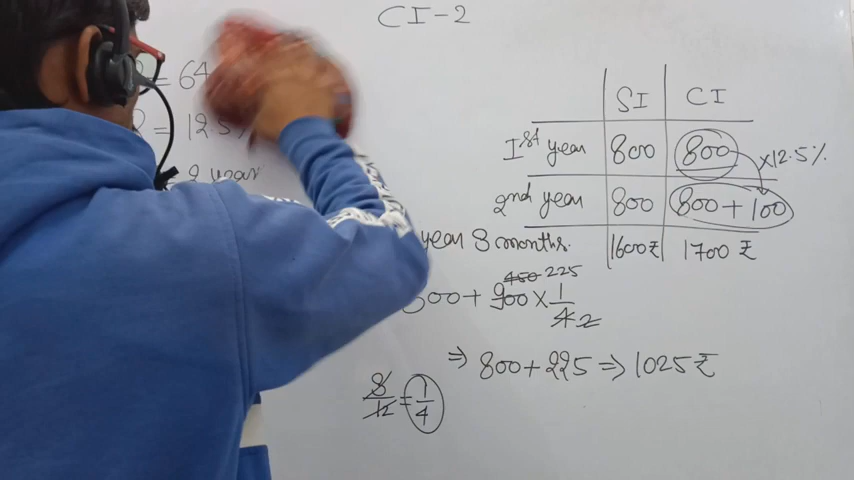 CI-2
= 64
= 12.5%
= 2 year
SI CI
Ist year 800 800 ×12.5%
2nd year 800 800+100
year 8 months. 1600₹ 1700₹
450 225
800+ 900 × 1/4 2
⇒ 800+225 ⇒ 1025₹
8/12 = 1/4